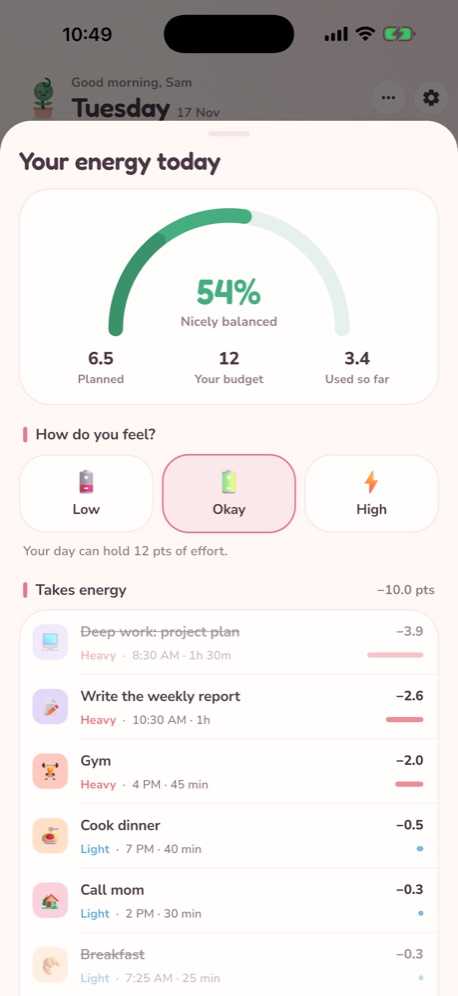 10:49
Good morning, Sam
Tuesday 17 Nov
Your energy today
54%
Nicely balanced
6.5 12 3.4
Planned Your budget Used so far
How do you feel?
Low Okay High
Your day can hold 12 pts of effort.
Takes energy −10.0 pts
Deep work: project plan −3.9
Heavy · 8:30 AM · 1h 30m
Write the weekly report −2.6
Heavy · 10:30 AM · 1h
Gym −2.0
Heavy · 4 PM · 45 min
Cook dinner −0.5
Light · 7 PM · 40 min
Call mom −0.3
Light · 2 PM · 30 min
Breakfast −0.3
Light · 7:25 AM · 25 min